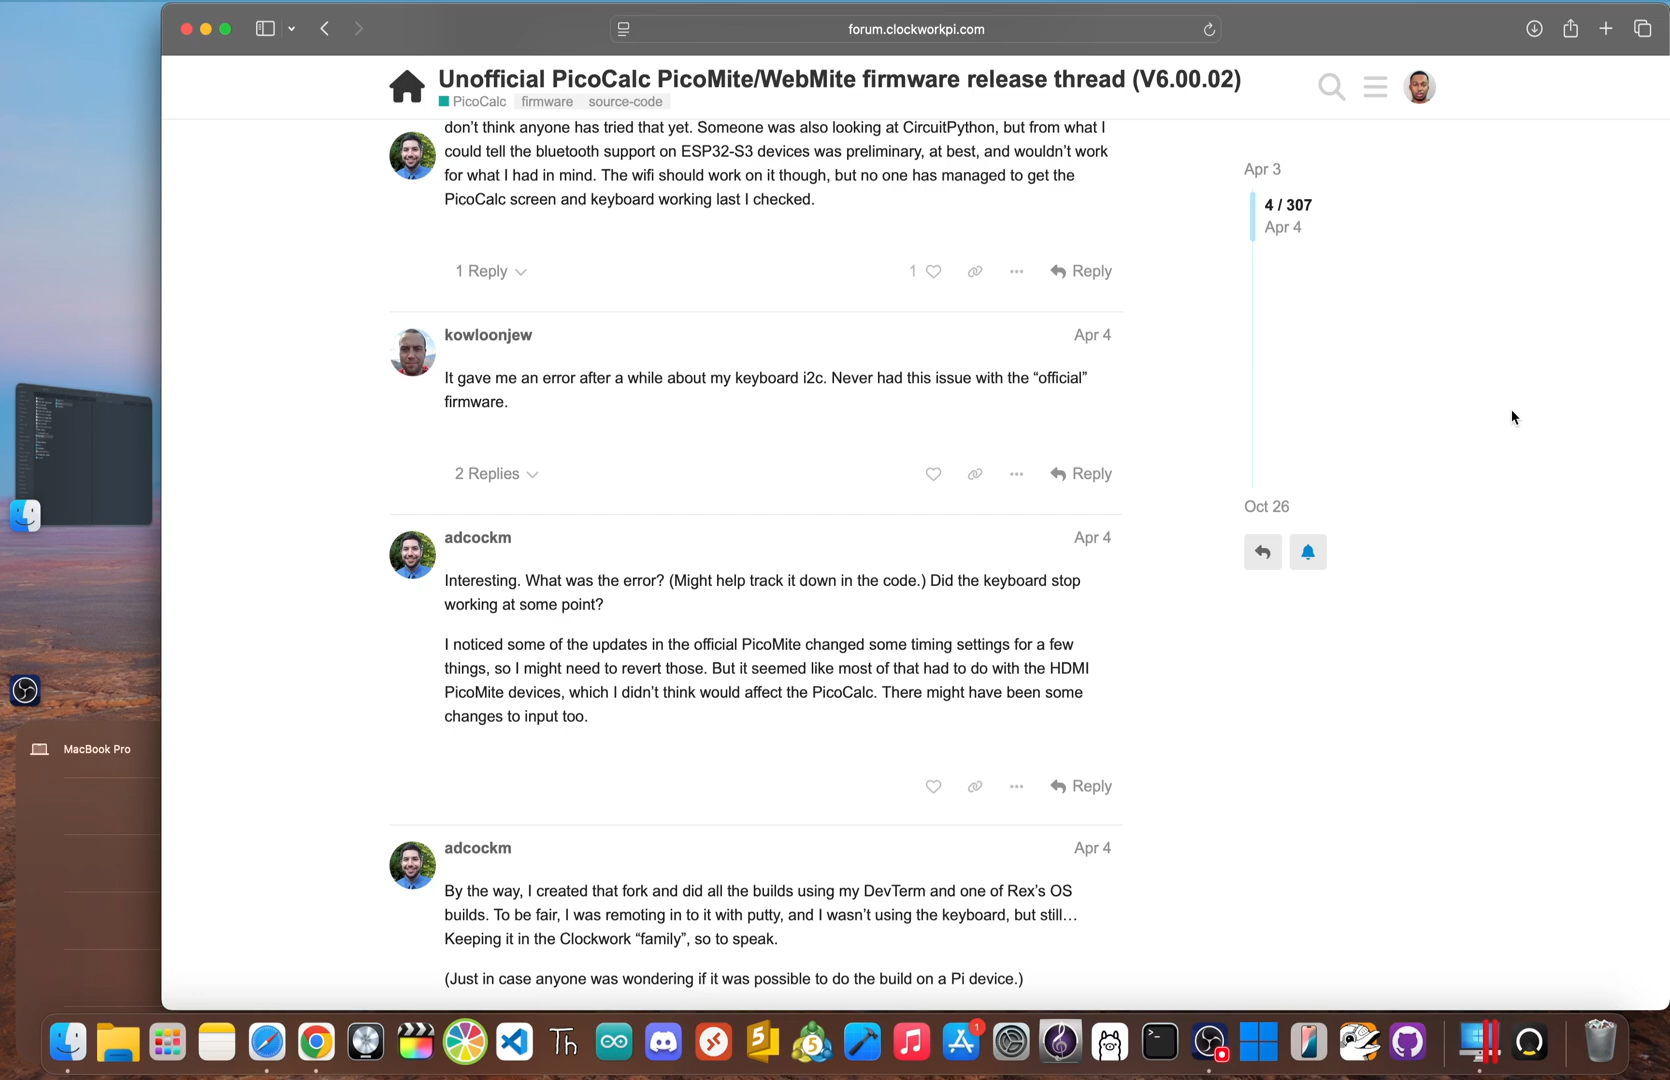 forum.clockworkpi.com
Unofficial PicoCalc PicoMite/WebMite firmware release thread (V6.00.02)
PicoCalc firmware source-code
don’t think anyone has tried that yet. Someone was also looking at CircuitPython, but from what I
could tell the bluetooth support on ESP32-S3 devices was preliminary, at best, and wouldn’t work
for what I had in mind. The wifi should work on it though, but no one has managed to get the
PicoCalc screen and keyboard working last I checked.
1 Reply
1
Reply
Apr 3
4 / 307
Apr 4
Oct 26
kowloonjew
Apr 4
It gave me an error after a while about my keyboard i2c. Never had this issue with the “official”
firmware.
2 Replies
Reply
adcockm
Apr 4
Interesting. What was the error? (Might help track it down in the code.) Did the keyboard stop
working at some point?
I noticed some of the updates in the official PicoMite changed some timing settings for a few
things, so I might need to revert those. But it seemed like most of that had to do with the HDMI
PicoMite devices, which I didn’t think would affect the PicoCalc. There might have been some
changes to input too.
Reply
adcockm
Apr 4
By the way, I created that fork and did all the builds using my DevTerm and one of Rex’s OS
builds. To be fair, I was remoting in to it with putty, and I wasn’t using the keyboard, but still…
Keeping it in the Clockwork “family”, so to speak.
(Just in case anyone was wondering if it was possible to do the build on a Pi device.)
MacBook Pro
Th
5
5
1